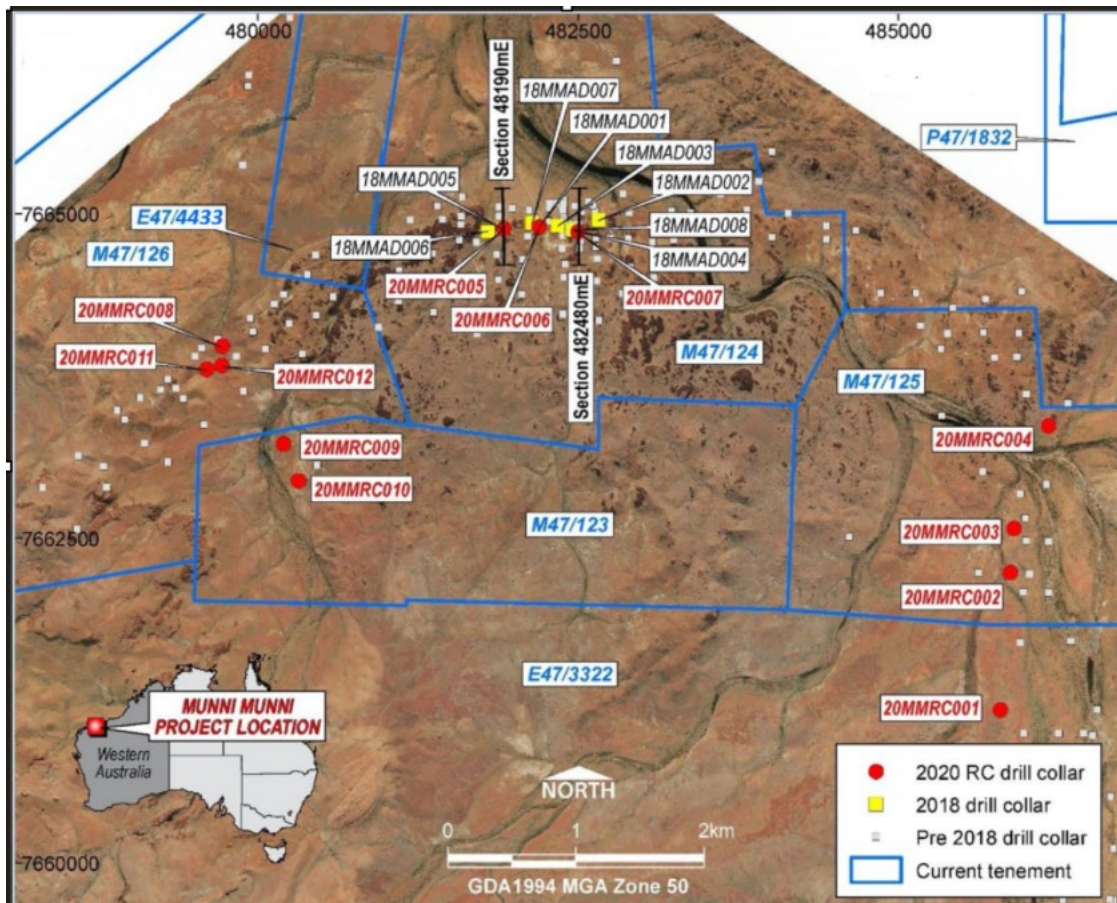 480000
482500
485000
Section 48190mE
18MMAD007
18MMAD001
18MMAD003
18MMAD005
18MMAD002
P47/1832
7665000
E47/4433
M47/126
18MMAD006
18MMAD008
18MMAD004
20MMRC005
20MMRC006
20MMRC007
Section 482480mE
20MMRC008
20MMRC011
20MMRC012
M47/124
M47/125
20MMRC004
20MMRC009
20MMRC010
M47/123
20MMRC003
7662500
20MMRC002
E47/3322
20MMRC001
MUNNI MUNNI
PROJECT LOCATION
Western
Australia
NORTH
0 1 2km
GDA1994 MGA Zone 50
7660000
2020 RC drill collar
2018 drill collar
Pre 2018 drill collar
Current tenement